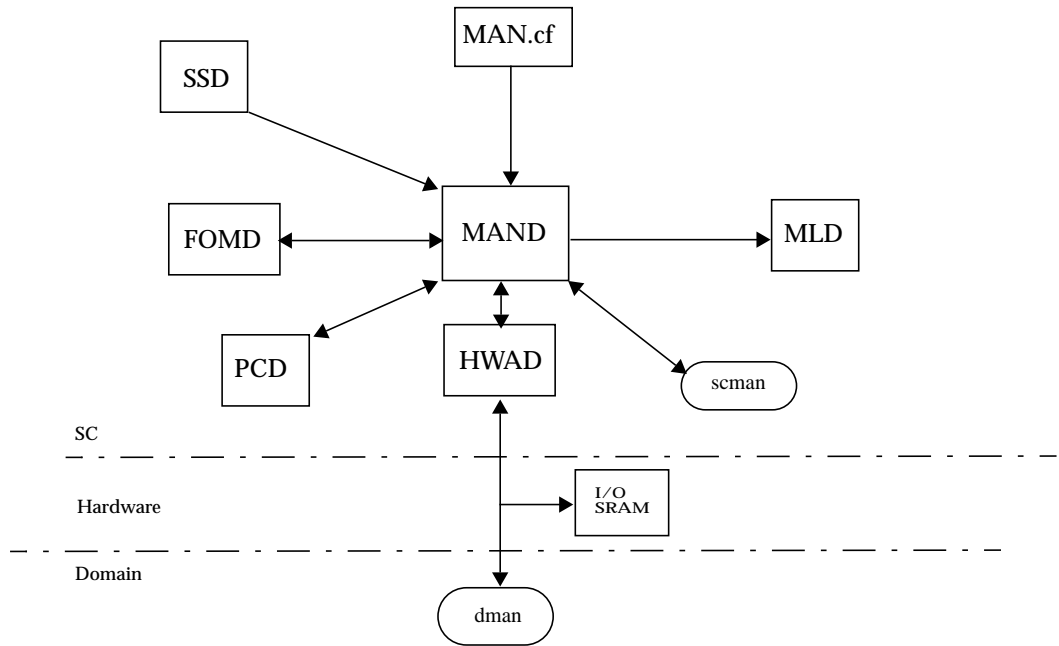 MAN.cf
SSD
FOMD
MAND
MLD
PCD
HWAD
scman
SC
Hardware
I/O
SRAM
Domain
dman